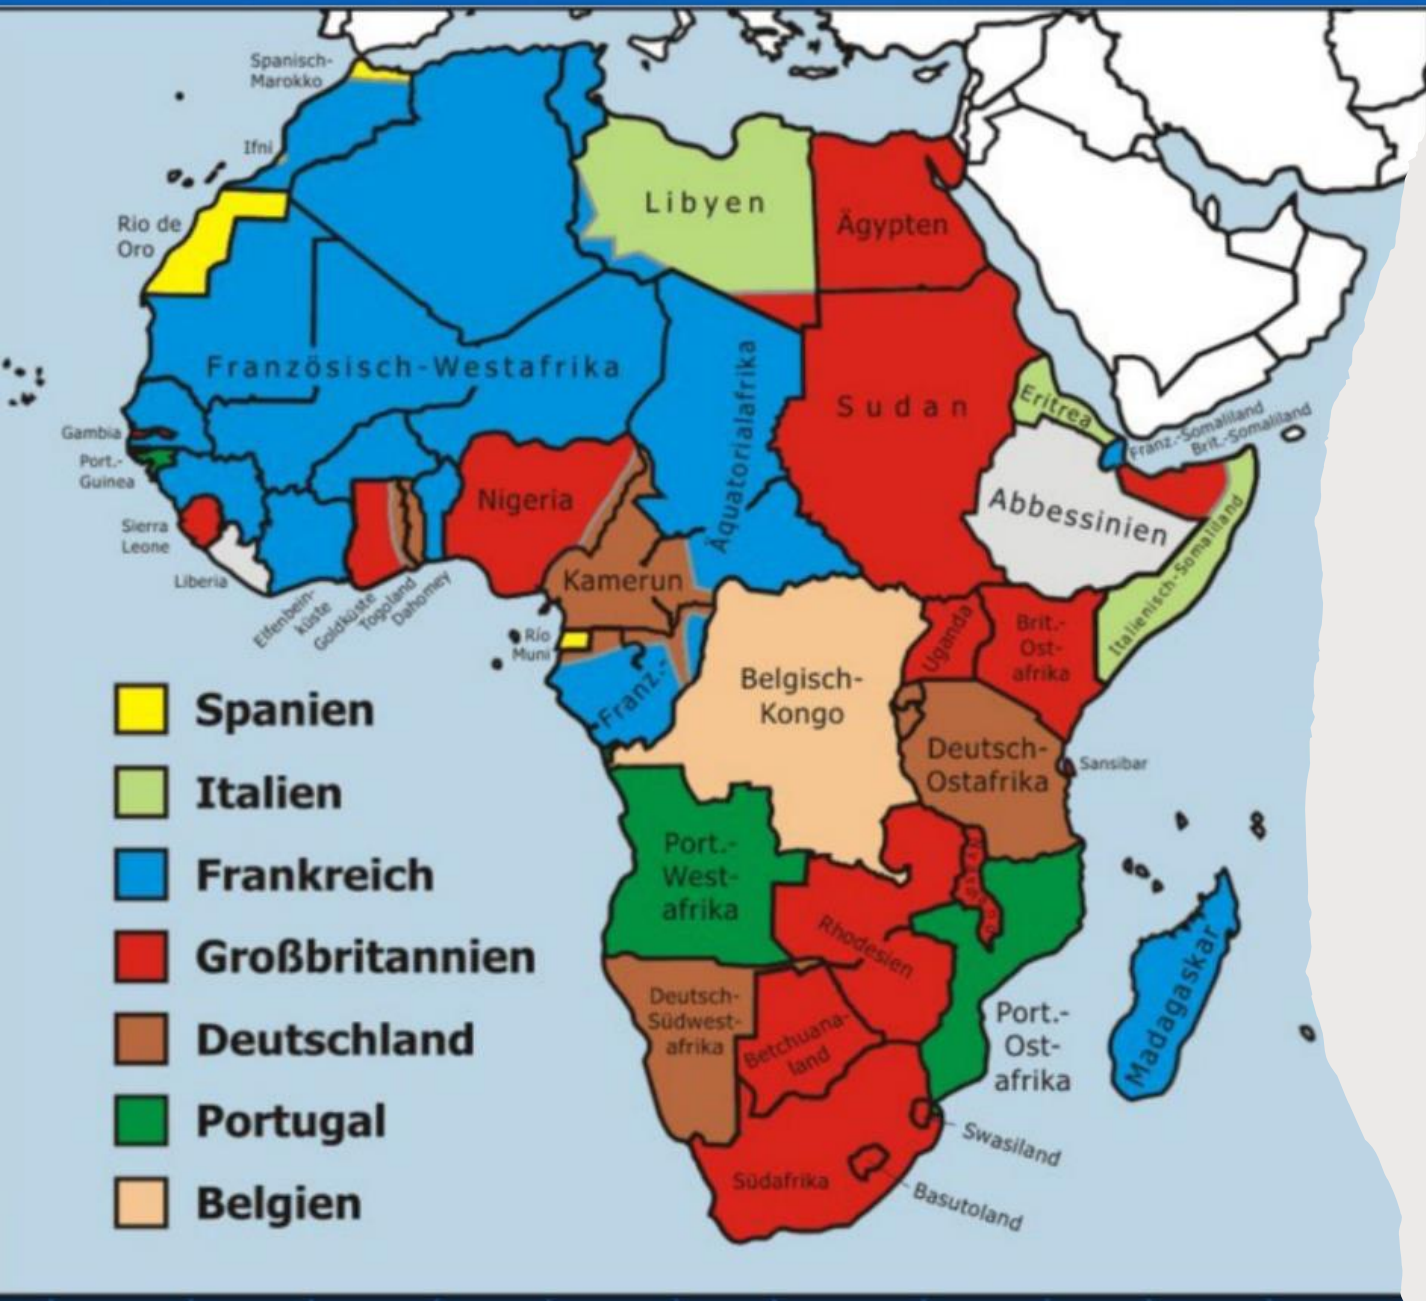 Spanisch-
Marokko
Ifni
Rio de
Oro
Libyen
Ägypten
Französisch-Westafrika
Äquatorialafrika
Sudan
Eritrea
Franz.-Somaliland
Brit.-Somaliland
Gambia
Port.-
Guinea
Sierra
Leone
Liberia
Elfenbein-
küste
Goldküste
Togoland
Dahomey
Nigeria
Kamerun
Abbessinien
Italienisch-Somaliland
Río
Muni
Franz.-
Belgisch-
Kongo
Uganda
Brit.-
Ost-
afrika
Deutsch-
Ostafrika
Sansibar
Spanien
Italien
Frankreich
Großbritannien
Deutschland
Portugal
Belgien
Port.-
West-
afrika
Rhodesien
Deutsch-
Südwest-
afrika
Betchuana-
land
Port.-
Ost-
afrika
Madagaskar
Swasiland
Basutoland
Südafrika